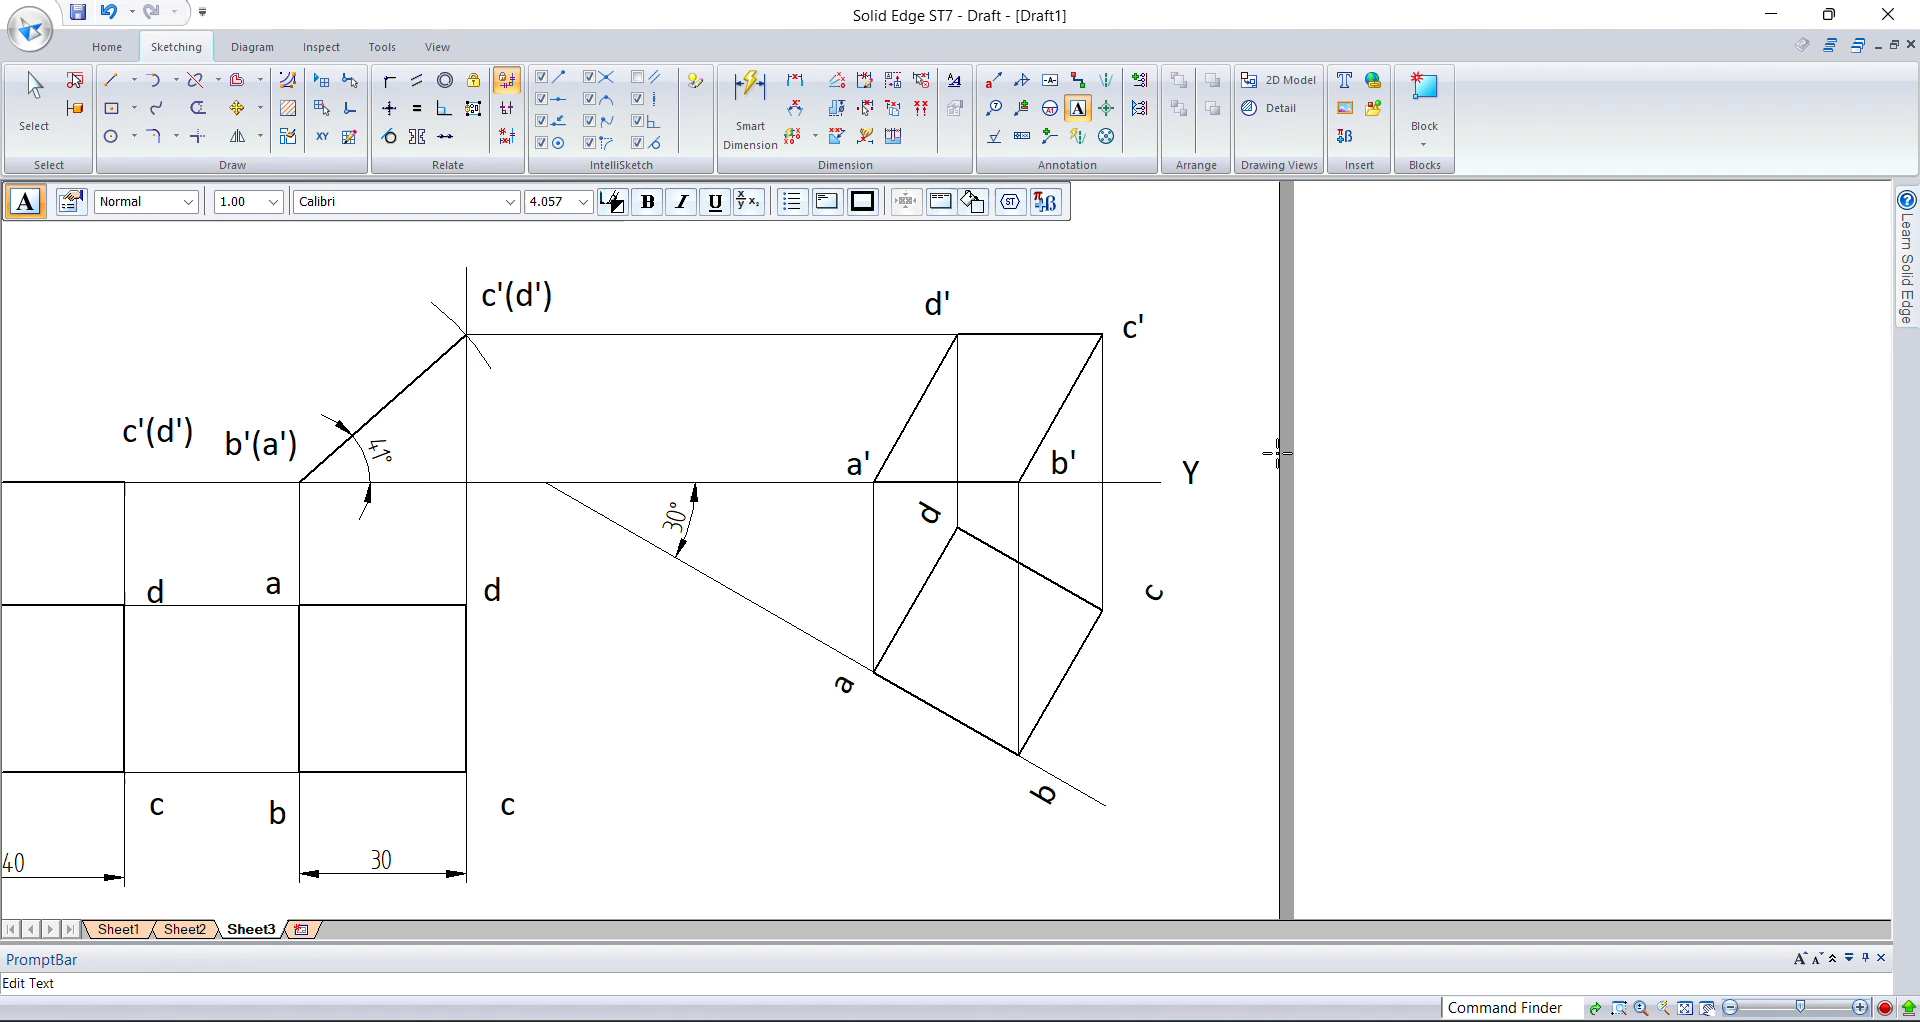 Solid Edge ST7 - Draft - [Draft1]
Home Sketching Diagram Inspect Tools View
2D Model
Detail
Select
Smart
Dimension
Block
Select Draw Relate IntelliSketch Dimension Annotation Arrange Drawing Views Insert Blocks
A Normal 1.00 Calibri 4.057 B I U
Learn Solid Edge
c'(d')
d'
c'
c'(d')
b'(a')
41°
a'
b'
Y
30°
d
d
a
d
c
a
c
b
c
b
40
30
Sheet1 Sheet2 Sheet3
PromptBar
Edit Text
Command Finder